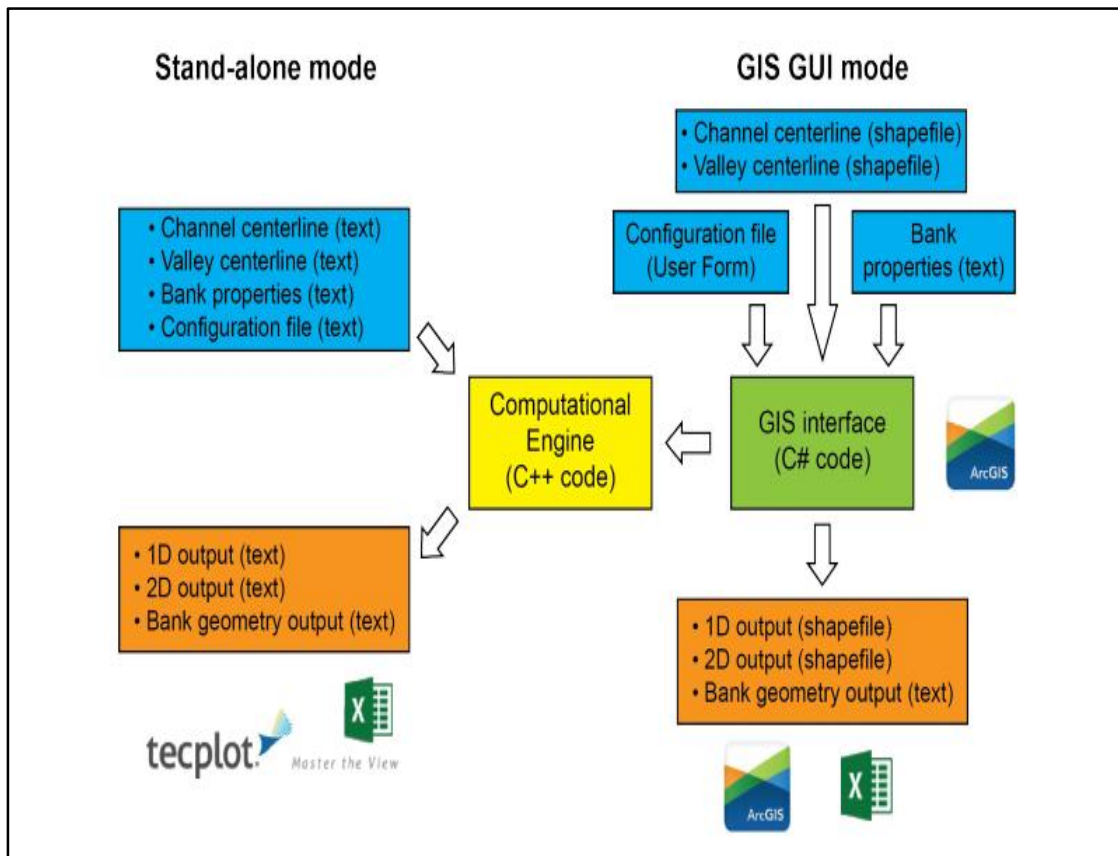 Stand-alone mode
GIS GUI mode
• Channel centerline (shapefile)
• Valley centerline (shapefile)
• Channel centerline (text)
• Valley centerline (text)
• Bank properties (text)
• Configuration file (text)
Configuration file
(User Form)
Bank
properties (text)
Computational
Engine
(C++ code)
GIS interface
(C# code)
ArcGIS
• 1D output (text)
• 2D output (text)
• Bank geometry output (text)
• 1D output (shapefile)
• 2D output (shapefile)
• Bank geometry output (text)
X
tecplot.
Master the View
ArcGIS
X